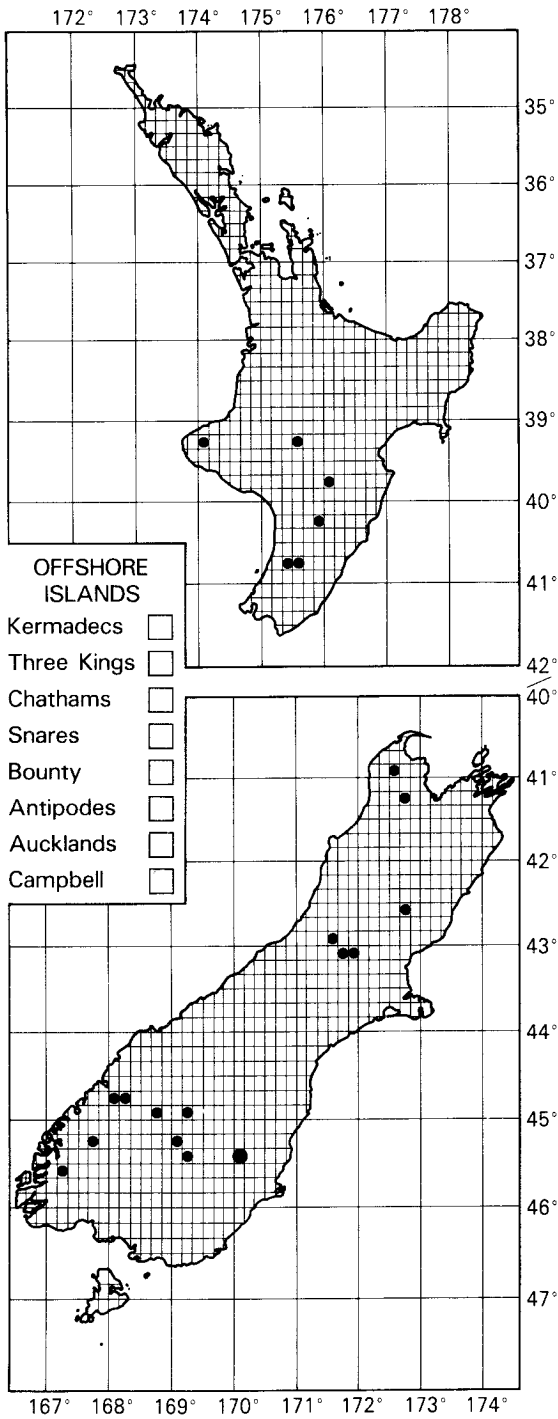 172° 173° 174° 175° 176° 177° 178°
35°
36°
37°
38°
39°
40°
41°
42°
OFFSHORE
ISLANDS
Kermadecs
Three Kings
Chathams
Snares
Bounty
Antipodes
Aucklands
Campbell
40°
41°
42°
43°
44°
45°
46°
47°
167° 168° 169° 170° 171° 172° 173° 174°